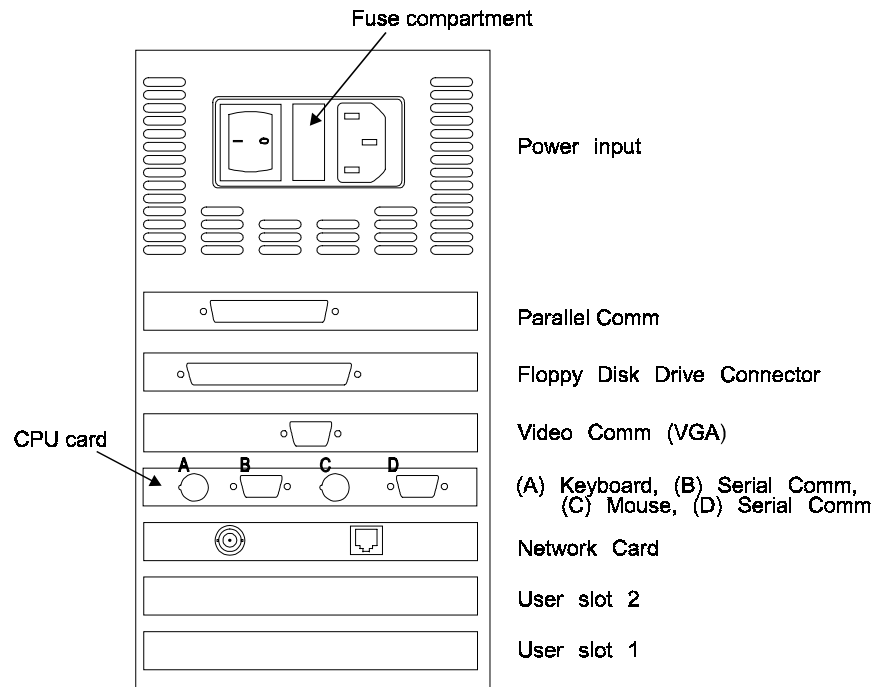 Fuse compartment
Power input
Parallel Comm
Floppy Disk Drive Connector
Video Comm (VGA)
CPU card
A B C D
(A) Keyboard, (B) Serial Comm,
(C) Mouse, (D) Serial Comm
Network Card
User slot 2
User slot 1